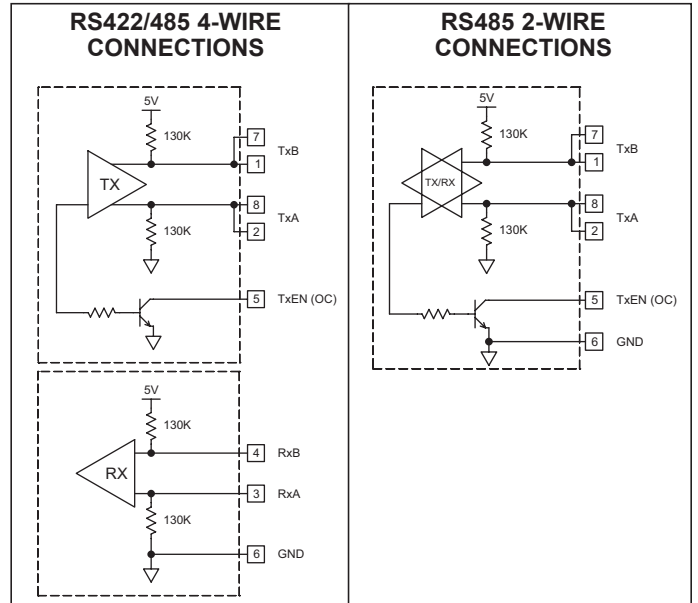 RS422/485 4-WIRE
CONNECTIONS
5V
130K
7
TxB
1
TX
8
TxA
130K
2
5 TxEN (OC)
5V
130K
4 RxB
RX
3 RxA
130K
6 GND
RS485 2-WIRE
CONNECTIONS
5V
130K
7
TxB
1
TX/RX
8
TxA
130K
2
5 TxEN (OC)
6 GND